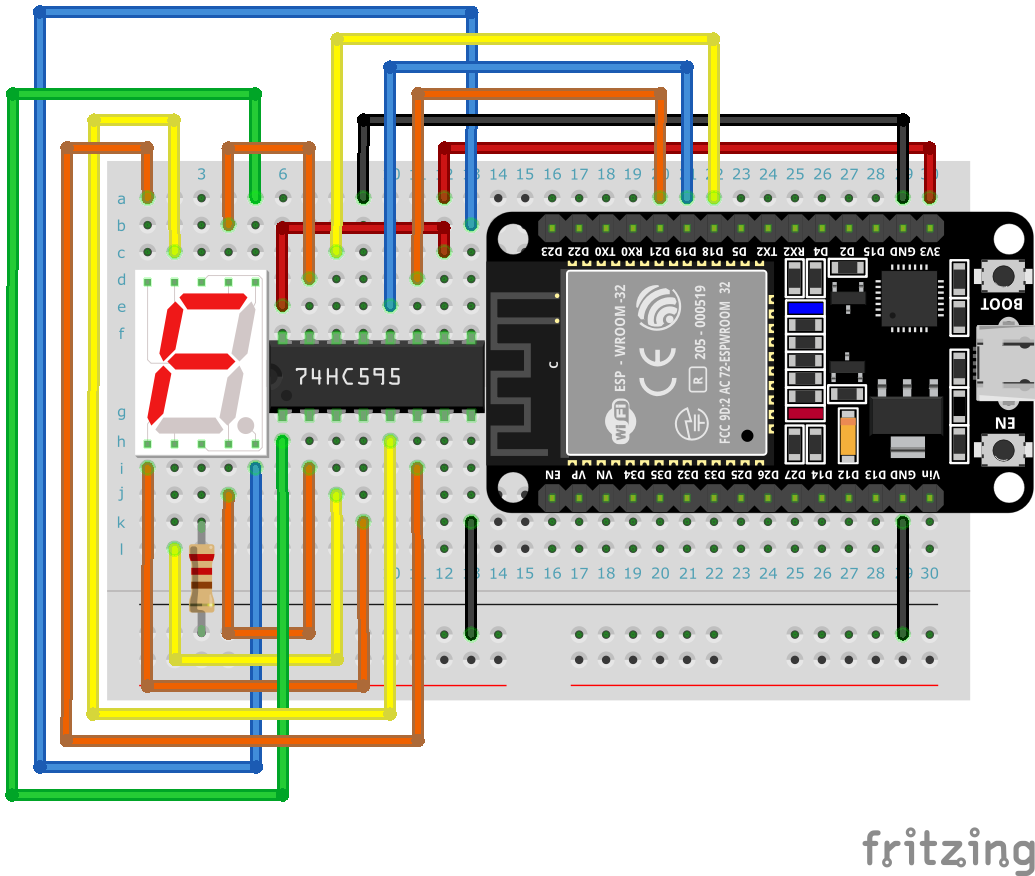 3 6 14 15 16 17 18 19 20 21 22 23 24 25 26 27 28 29 30
a
b
c
D23 D22 TX0 RX0 D21 D19 D18 D5 TX2 RX2 D4 D2 D15 GND 3V3
d
e
f
BOOT
74HC595
C
WiFi
ESP - WROOM-32
CE
R
205 - 000519
FCC 9D:2 AC 72-ESPWROOM 32
g
h
EN
i
EN VP VN D34 D35 D32 D33 D25 D26 D27 D14 D12 D13 GND Vin
j
k
l
12 13 14 15 16 17 18 19 20 21 22 23 24 25 26 27 28 29 30
fritzing